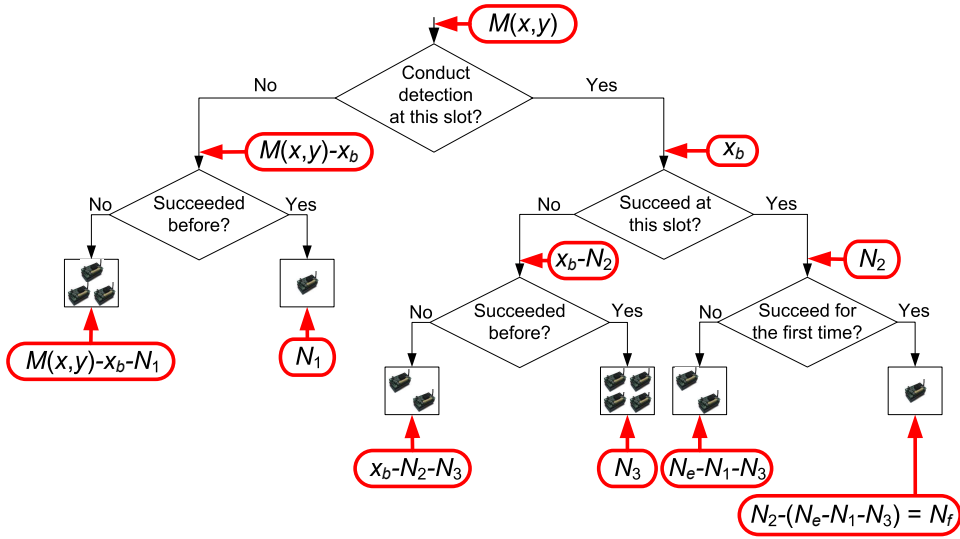 M(x,y)
No
Conduct
detection
at this slot?
Yes
M(x,y)-x_b
x_b
No
Succeeded
before?
Yes
No
Succeed at
this slot?
Yes
x_b-N_2
N_2
No
Succeeded
before?
Yes
No
Succeed for
the first time?
Yes
M(x,y)-x_b-N_1
N_1
x_b-N_2-N_3
N_3
N_e-N_1-N_3
N_2-(N_e-N_1-N_3) = N_f